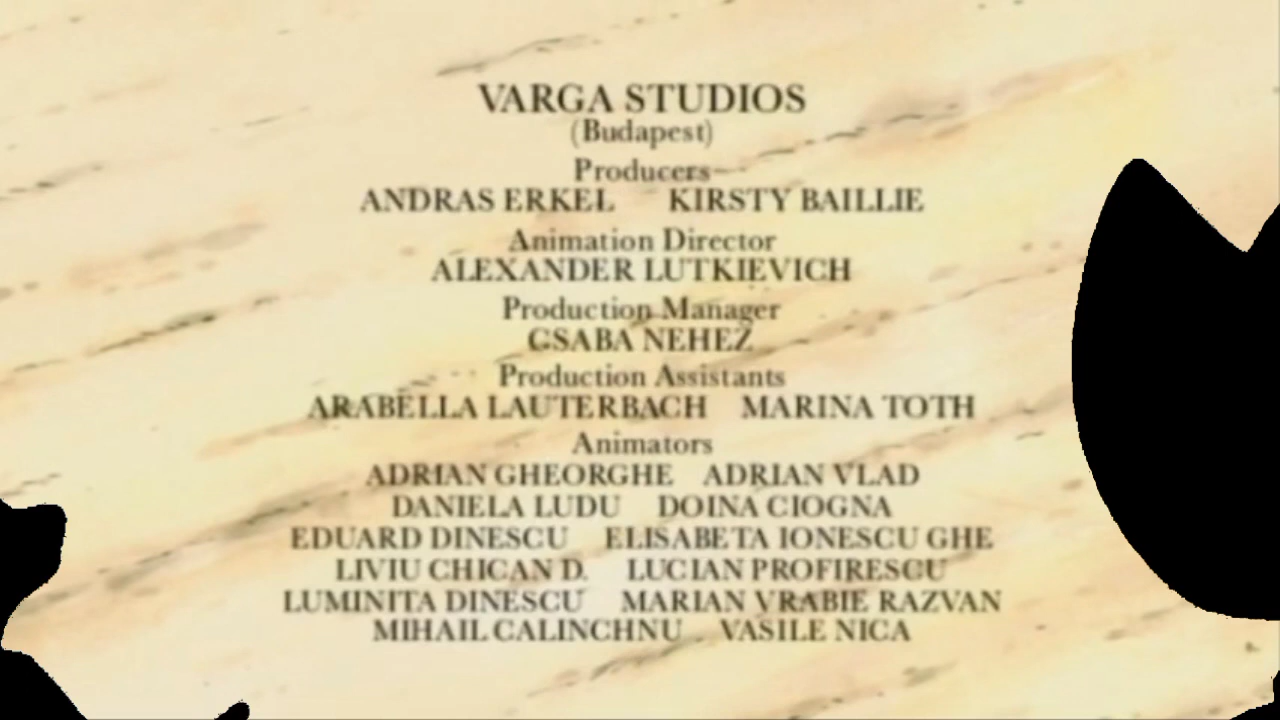 VARGA STUDIOS
(Budapest)
Producers
ANDRAS ERKEL KIRSTY BAILLIE
Animation Director
ALEXANDER LUTKIEVICH
Production Manager
CSABA NEHEZ
Production Assistants
ARABELLA LAUTERBACH MARINA TOTH
Animators
ADRIAN GHEORGHE ADRIAN VLAD
DANIELA LUDU DOINA CIOGNA
EDUARD DINESCU ELISABETA IONESCU GHE
LIVIU CHICAN D. LUCIAN PROFIRESCU
LUMINITA DINESCU MARIAN VRABIE RAZVAN
MIHAIL CALINCHNU VASILE NICA